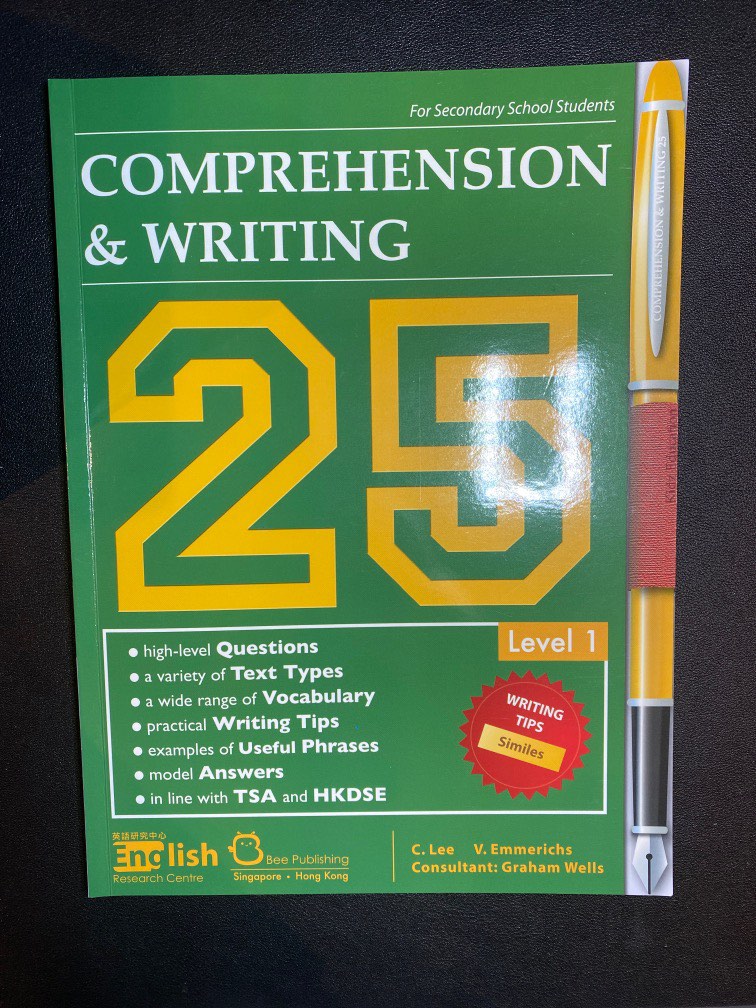 For Secondary School Students
COMPREHENSION
& WRITING
25
COMPREHENSION & WRITING 25
Level 1
• high-level Questions
• a variety of Text Types
• a wide range of Vocabulary
• practical Writing Tips
• examples of Useful Phrases
• model Answers
• in line with TSA and HKDSE
WRITING
TIPS
Similes
英語研究中心
English
Research Centre
Bee Publishing
Singapore • Hong Kong
C. Lee V. Emmerichs
Consultant: Graham Wells